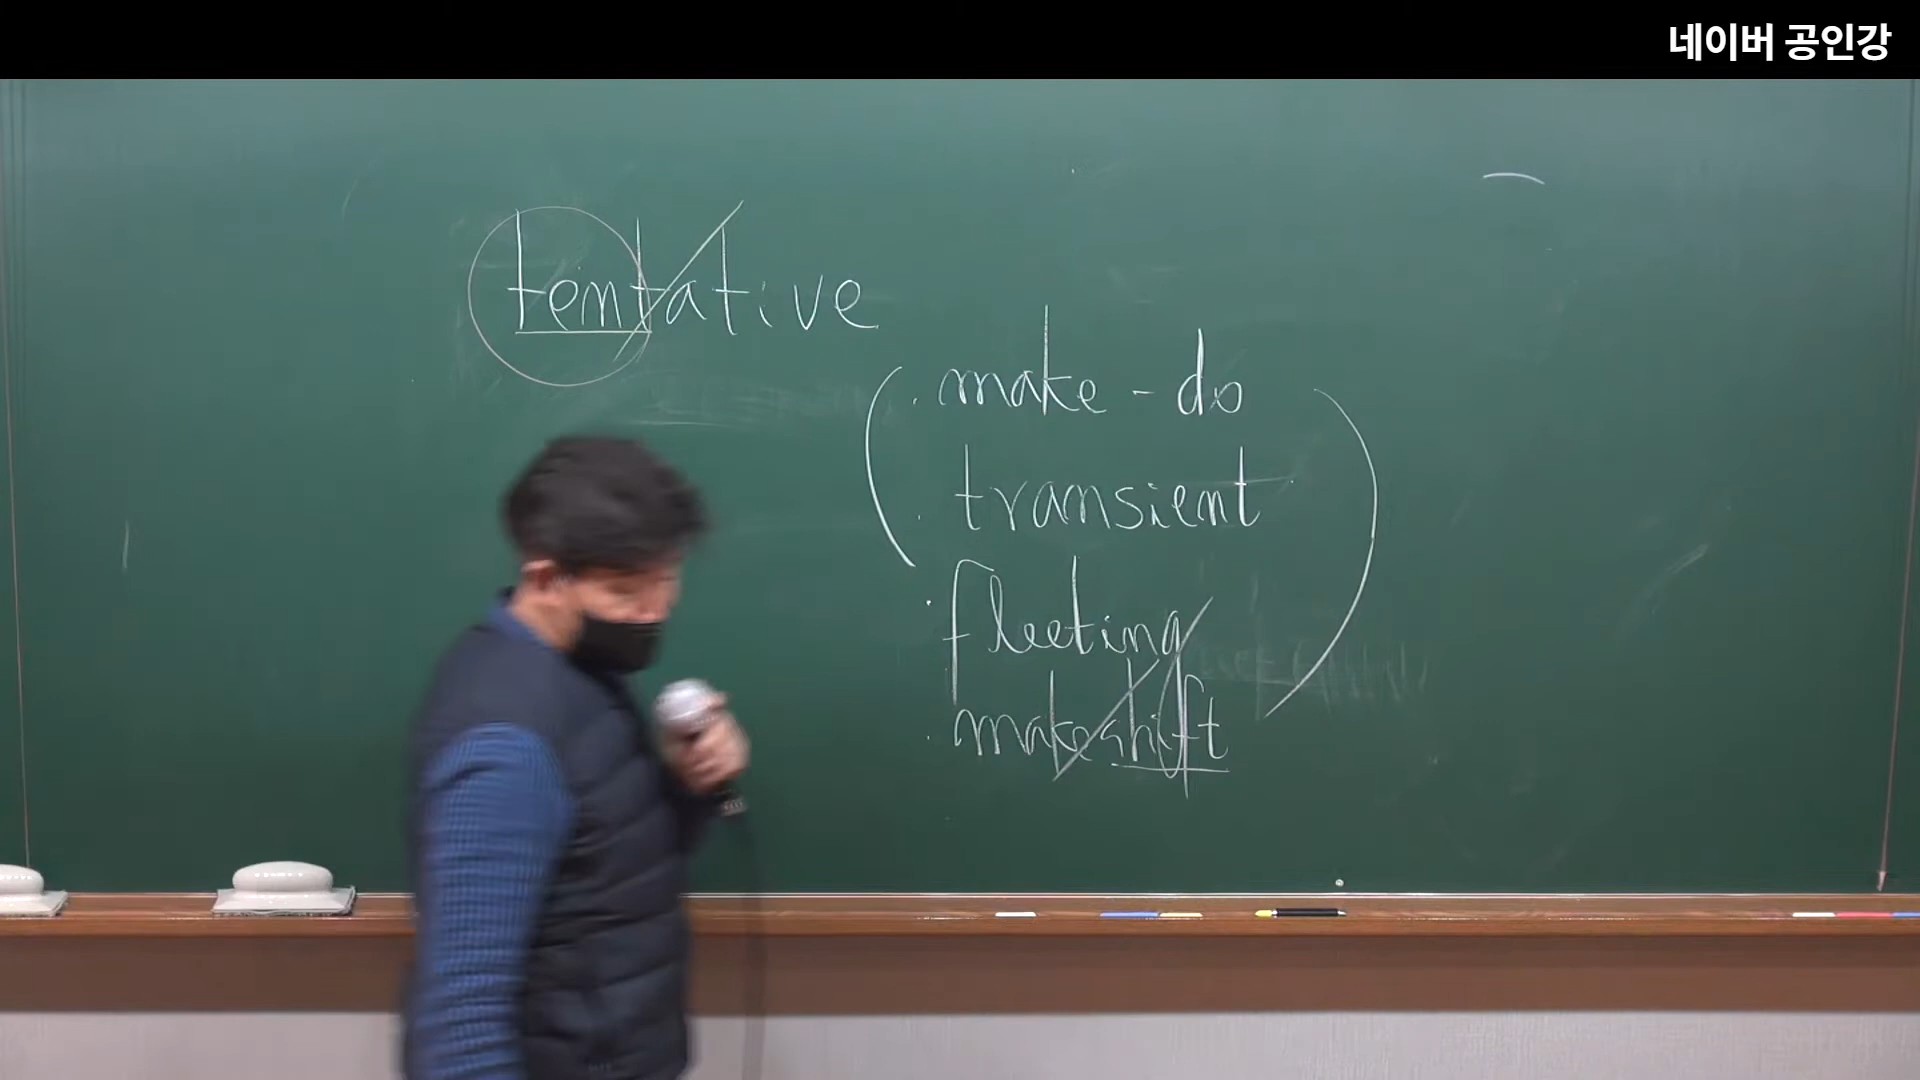 네이버 공인강
tentative
. make - do
. transient
. fleeting
. makeshift